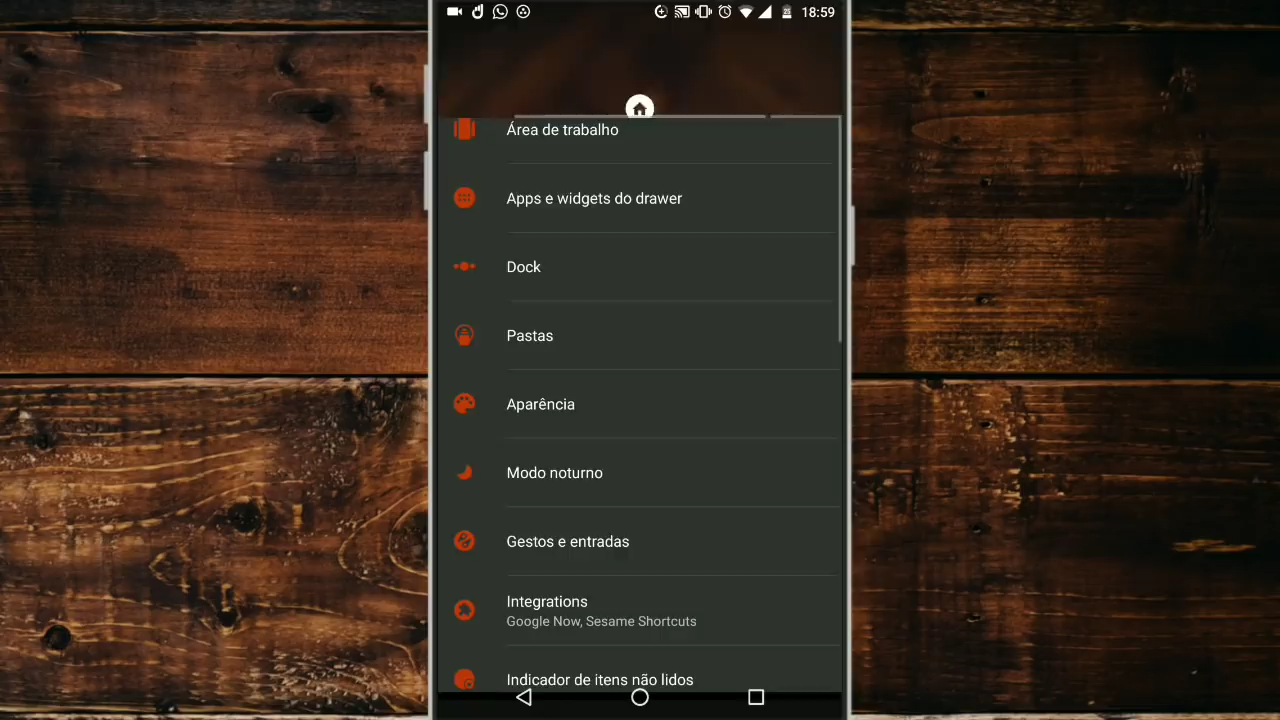 18:59
Área de trabalho
Apps e widgets do drawer
Dock
Pastas
Aparência
Modo noturno
Gestos e entradas
Integrations
Google Now, Sesame Shortcuts
Indicador de itens não lidos